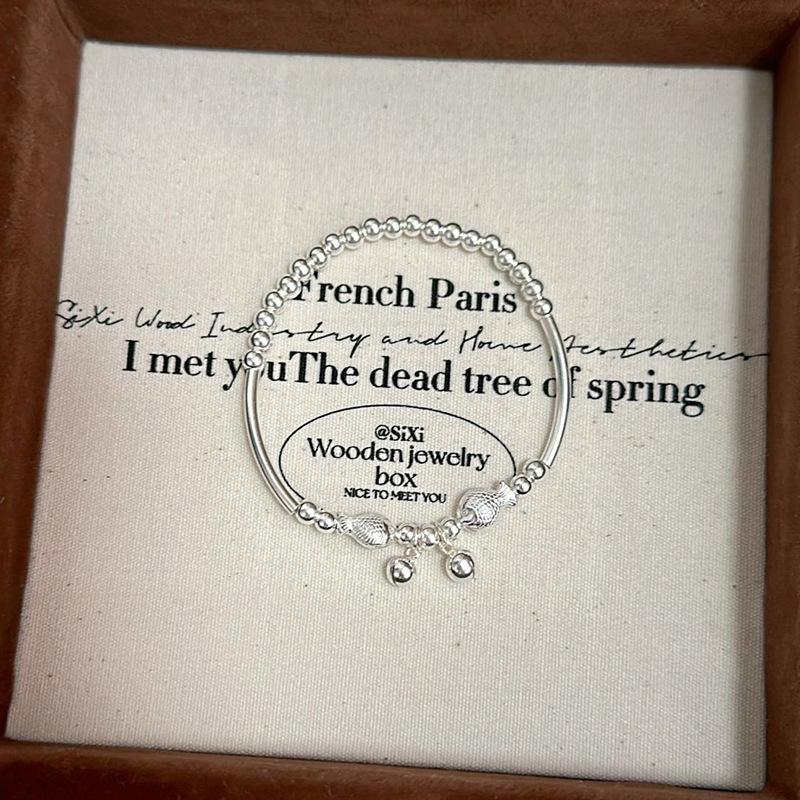 French Paris
SiXi Wood Industry and Home Aesthetics
I met youThe dead tree of spring
@SiXi
Wooden jewelry
box
NICE TO MEET YOU